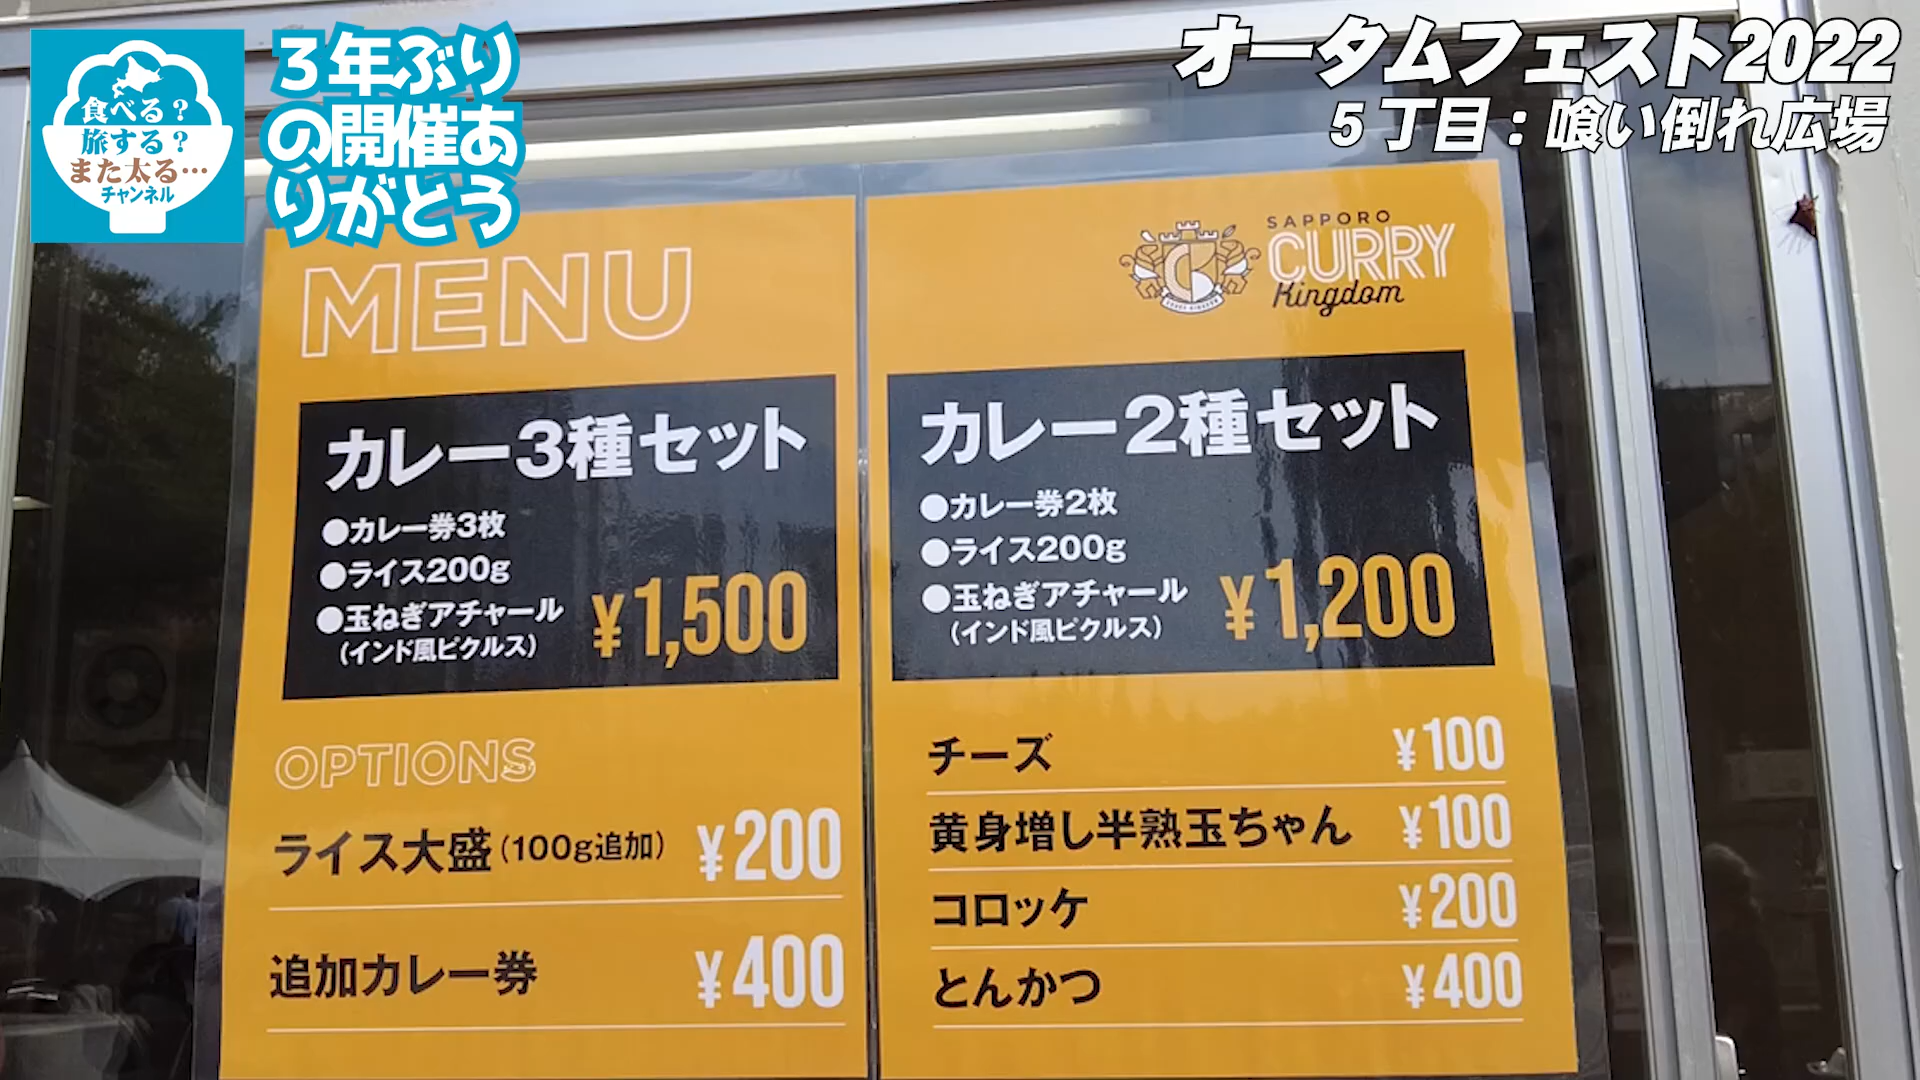 食べる？
旅する？
また太る…
チャンネル
３年ぶり
の開催あ
りがとう
オータムフェスト2022
５丁目：喰い倒れ広場
MENU
カレー3種セット
●カレー券3枚
●ライス200g
●玉ねぎアチャール
(インド風ピクルス)
¥1,500
OPTIONS
ライス大盛(100g追加) ¥200
追加カレー券 ¥400
SAPPORO
CURRY
Kingdom
カレー2種セット
●カレー券2枚
●ライス200g
●玉ねぎアチャール
(インド風ピクルス)
¥1,200
チーズ ¥100
黄身増し半熟玉ちゃん ¥100
コロッケ ¥200
とんかつ ¥400